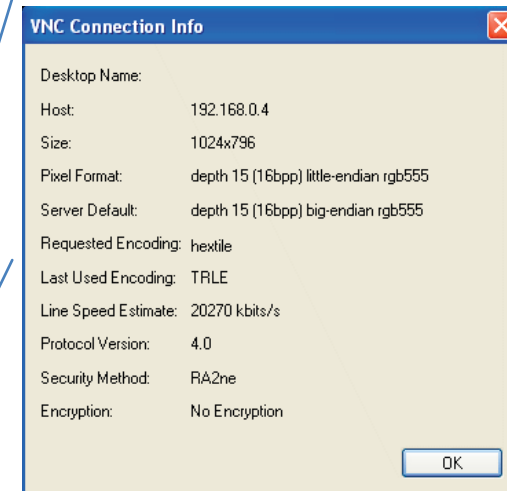 VNC Connection Info
Desktop Name:
Host: 192.168.0.4
Size: 1024x796
Pixel Format: depth 15 (16bpp) little-endian rgb555
Server Default: depth 15 (16bpp) big-endian rgb555
Requested Encoding: hextile
Last Used Encoding: TRLE
Line Speed Estimate: 20270 kbits/s
Protocol Version: 4.0
Security Method: RA2ne
Encryption: No Encryption
OK